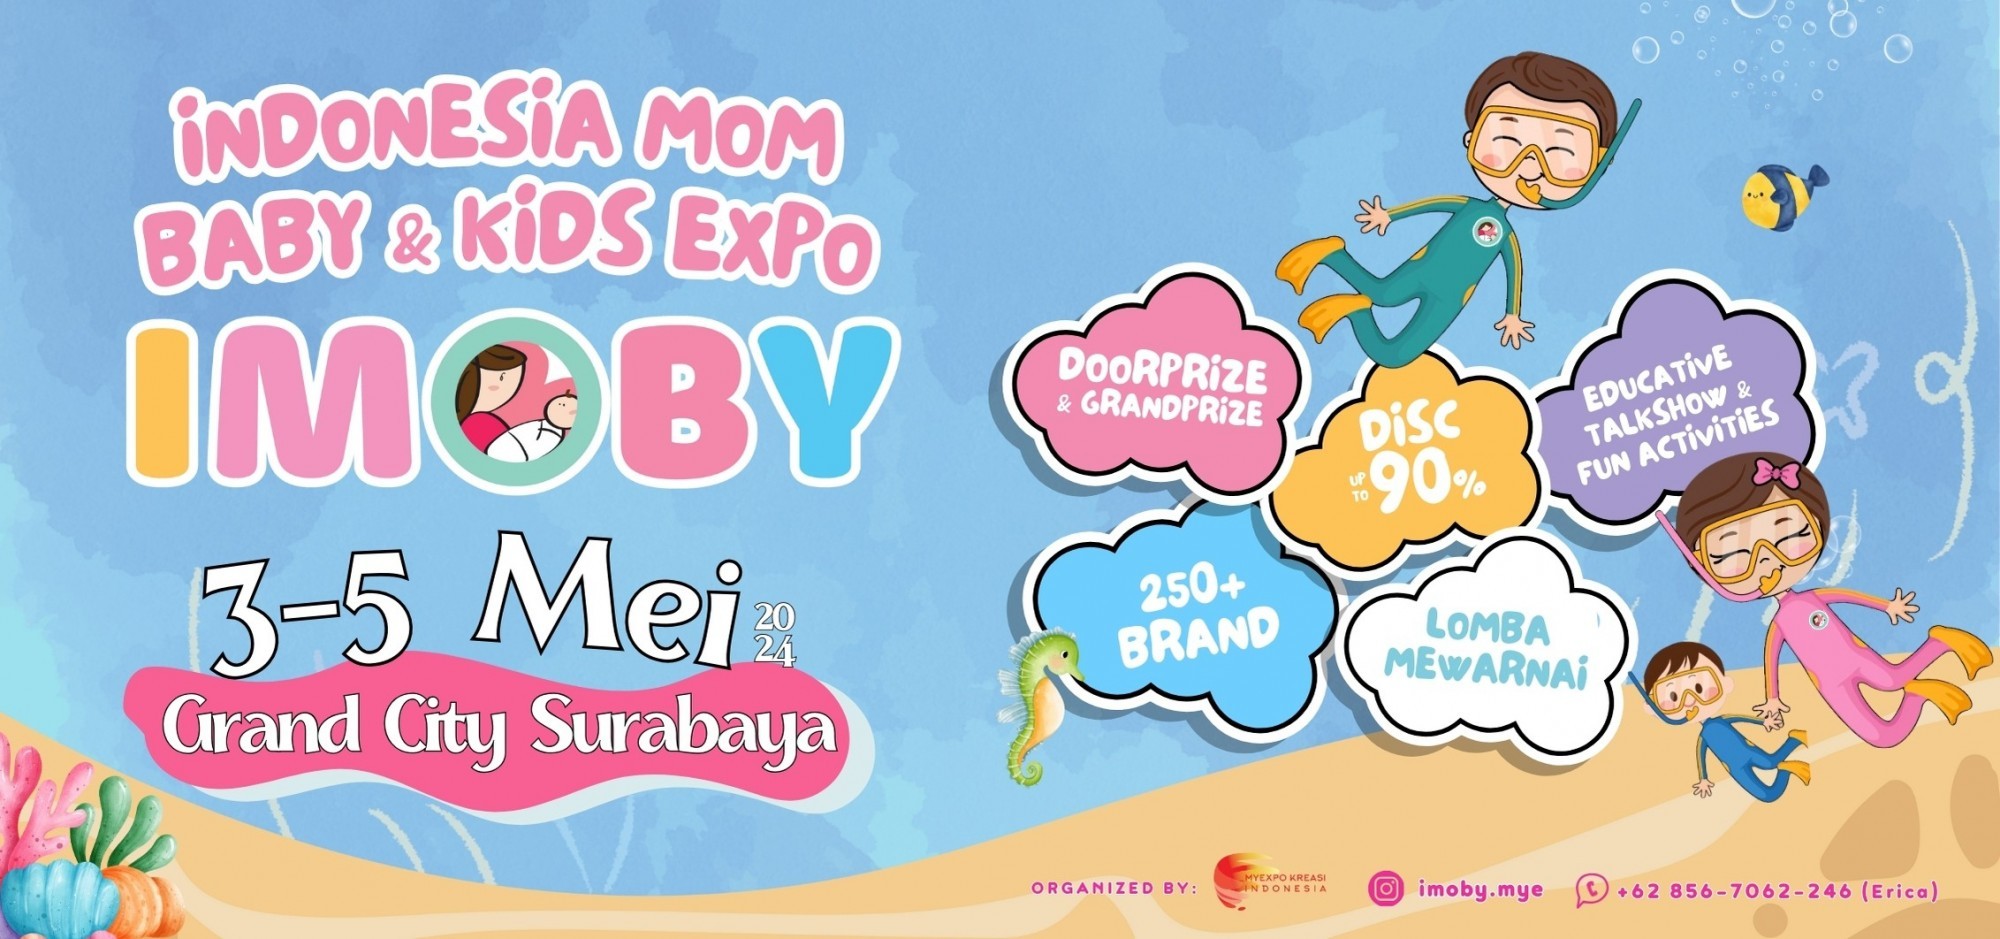 iNDONESiA MOM
BABY & KiDS EXPO
IMOBY
3-5 Mei 2024
Grand City Surabaya
DOORPRiZE
& GRANDPRiZE
DiSC
UP TO 90%
EDUCATiVE
TALKSHOW &
FUN ACTiViTiES
250+
BRAND
LOMBA
MEWARNAi
ORGANIZED BY:
MYEXPO KREASI
INDONESIA
imoby.mye
+62 856-7062-246 (Erica)